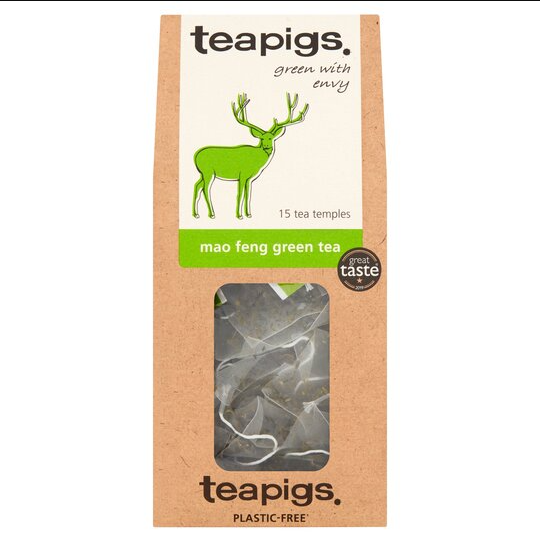 teapigs.
green with
envy
15 tea temples
mao feng green tea
great
taste
teapigs.
PLASTIC-FREE*